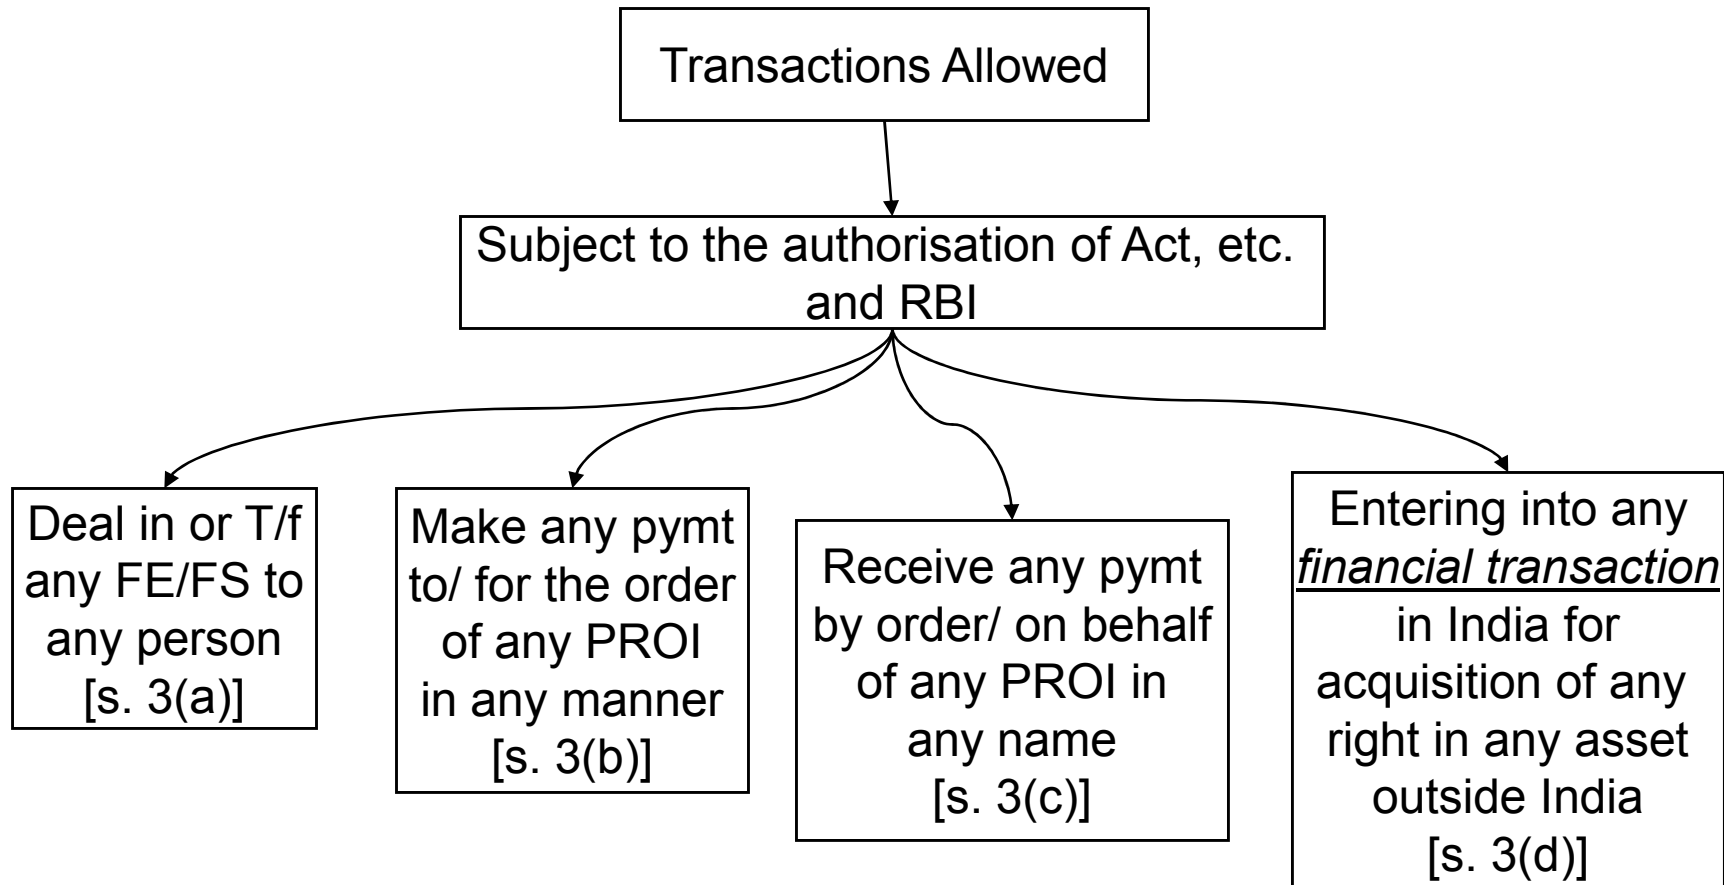 Transactions Allowed
Subject to the authorisation of Act, etc.
and RBI
Deal in or T/f
any FE/FS to
any person
[s. 3(a)]
Make any pymt
to/ for the order
of any PROI
in any manner
[s. 3(b)]
Receive any pymt
by order/ on behalf
of any PROI in
any name
[s. 3(c)]
Entering into any
financial transaction
in India for
acquisition of any
right in any asset
outside India
[s. 3(d)]